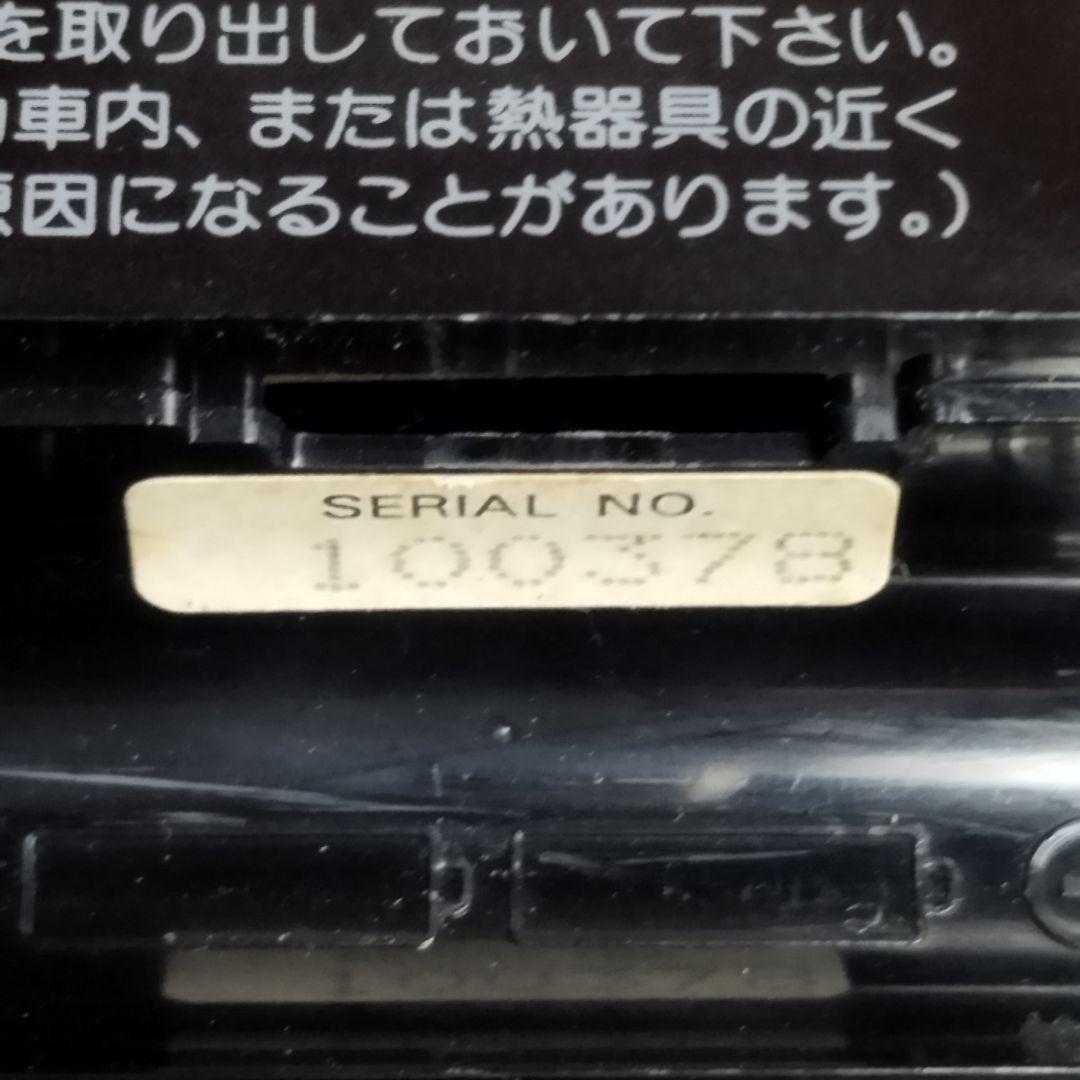 を取り出しておいて下さい。
車内、または熱器具の近く
原因になることがあります。)
SERIAL NO.
100378